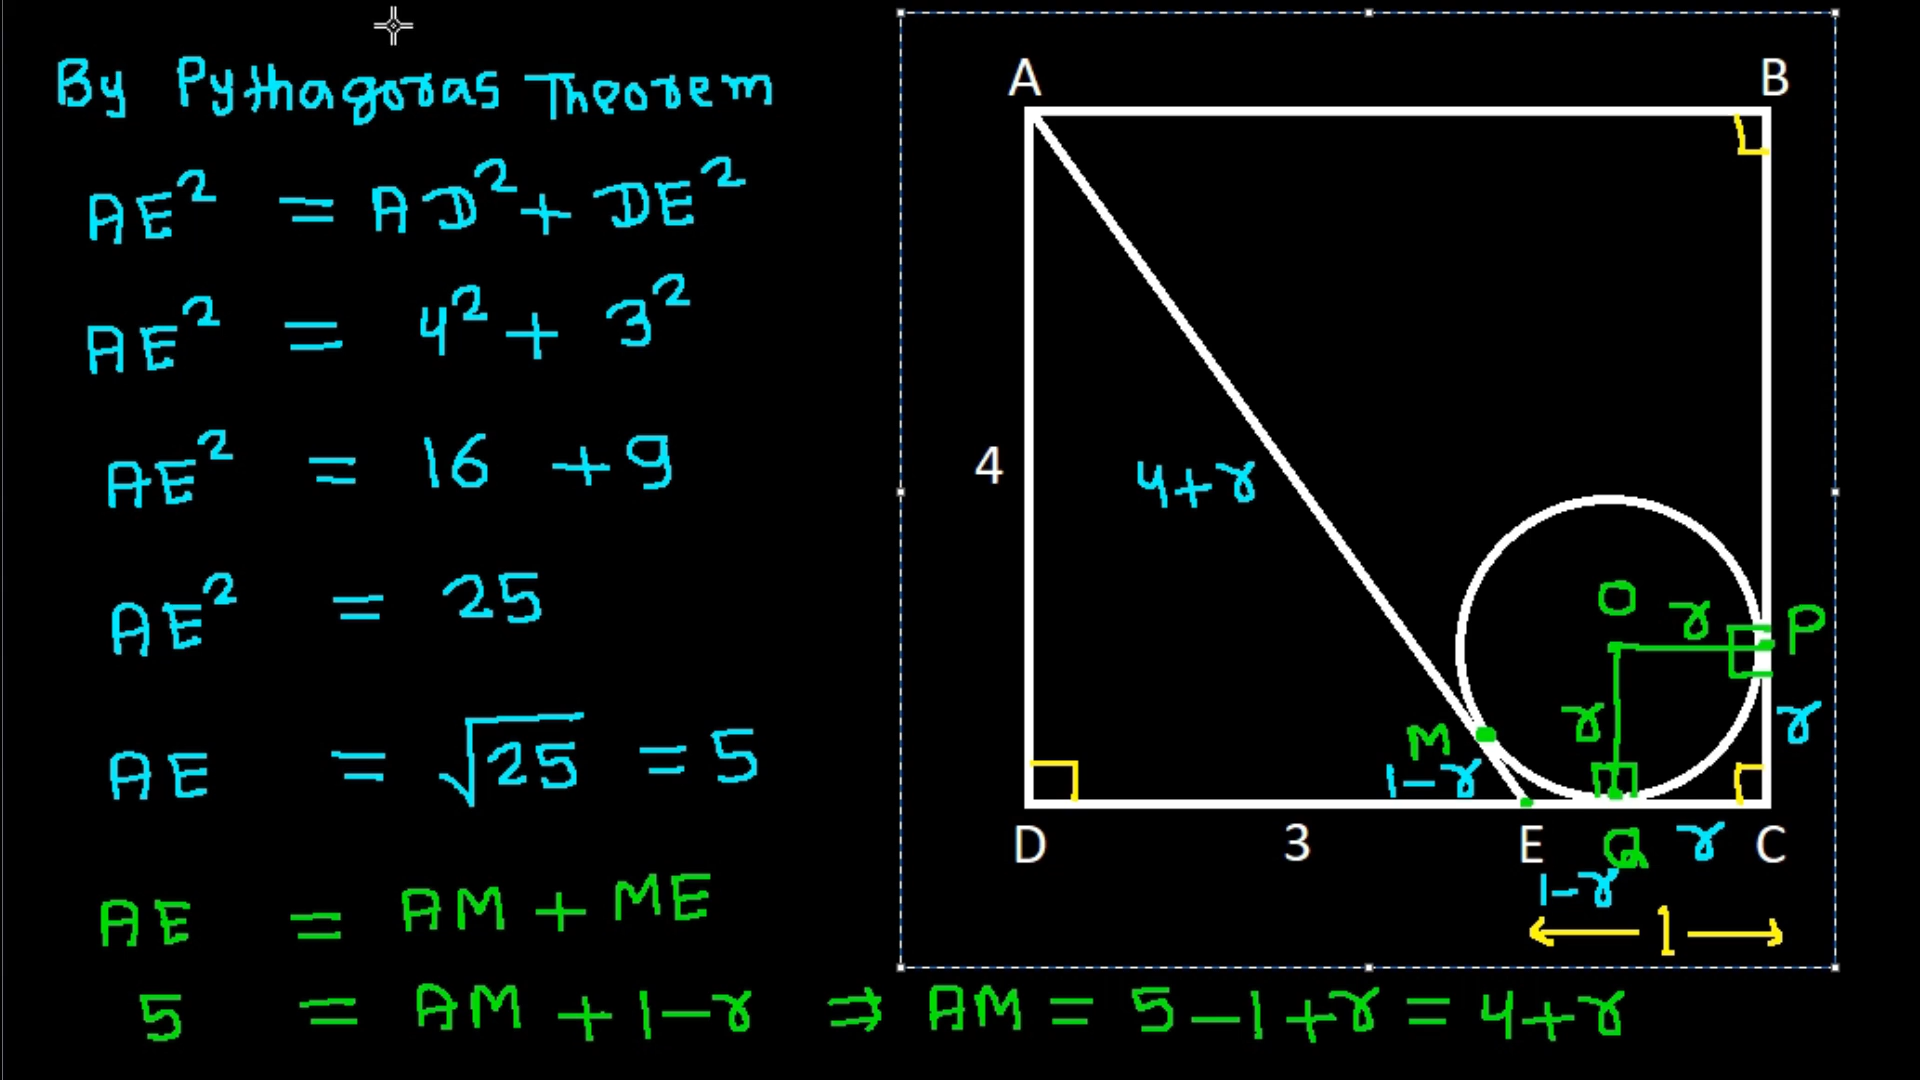 By Pythagoras Theorem
AE² = AD² + DE²
AE² = 4² + 3²
AE² = 16 + 9
AE² = 25
AE = √25 = 5
AE = AM + ME
5 = AM + 1-r ⇒ AM = 5-1+r = 4+r
A B
4
4+r
O r P
r r
M
1-r
D 3 E Q r C
1-r
1